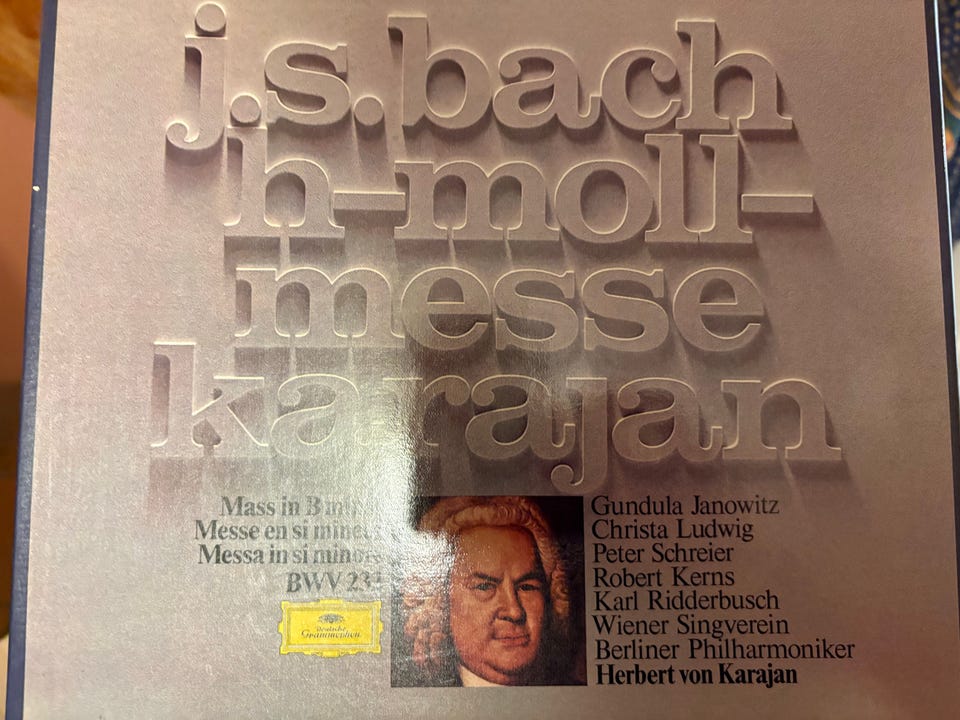 j.s.bach
h-moll-
messe
karajan
Mass in B
Messe en si
Messa in si
BWV
Deutsche
Grammophon
Gundula Janowitz
Christa Ludwig
Peter Schreier
Robert Kerns
Karl Ridderbusch
Wiener Singverein
Berliner Philharmoniker
Herbert von Karajan